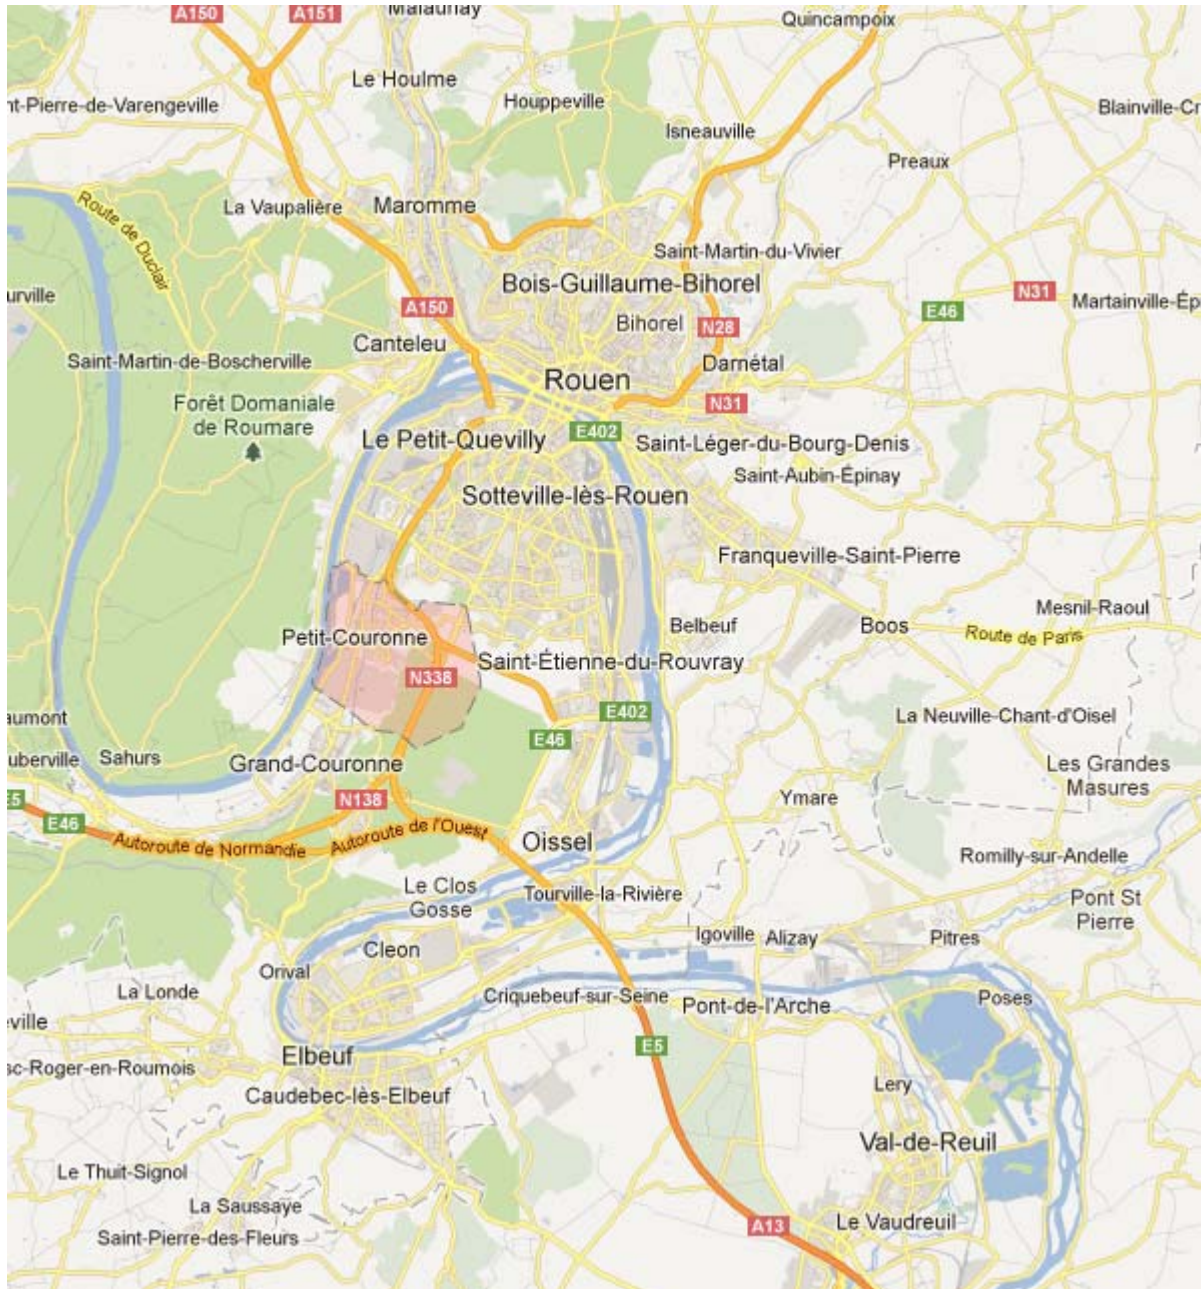 A150
A151
Malaunay
Quincampoix
Le Houlme
Houppeville
nt-Pierre-de-Varengeville
Blainville-Cr
Isneauville
Preaux
Route de Duclair
La Vaupalière
Maromme
Saint-Martin-du-Vivier
Bois-Guillaume-Bihorel
urville
A150
N31
Martainville-Ép
E46
Bihorel
N28
Canteleu
Saint-Martin-de-Boscherville
Darnétal
Rouen
Forêt Domaniale
de Roumare
N31
E402
Le Petit-Quevilly
Saint-Léger-du-Bourg-Denis
Saint-Aubin-Épinay
Sotteville-lès-Rouen
Franqueville-Saint-Pierre
Mesnil-Raoul
Petit-Couronne
Belbeuf
Boos
Route de Paris
Saint-Étienne-du-Rouvray
N338
E402
aumont
La Neuville-Chant-d'Oisel
E46
uberville
Sahurs
Grand-Couronne
Les Grandes
Masures
E5
N138
Ymare
E46
Autoroute de Normandie
Autoroute de l'Ouest
Oissel
Romilly-sur-Andelle
Le Clos
Gosse
Tourville-la-Rivière
Pont St
Pierre
Igoville
Alizay
Pitres
Cleon
Orival
La Londe
Criquebeuf-sur-Seine
Pont-de-l'Arche
Poses
éville
E5
Elbeuf
sc-Roger-en-Roumois
Caudebec-lès-Elbeuf
Lery
Val-de-Reuil
Le Thuit-Signol
La Saussaye
A13
Le Vaudreuil
Saint-Pierre-des-Fleurs